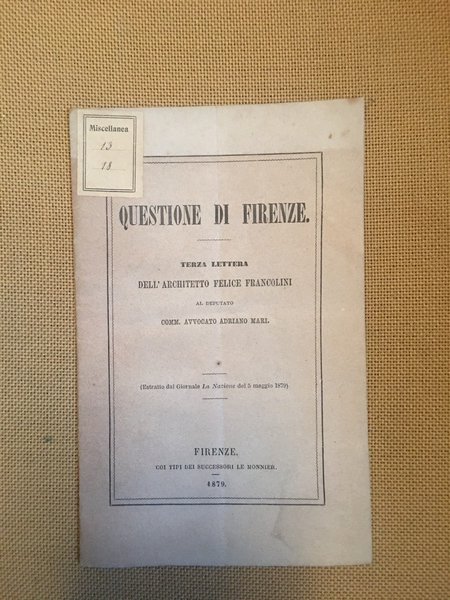 Miscellanea
13
18
QUESTIONE DI FIRENZE.
TERZA LETTERA
DELL'ARCHITETTO FELICE FRANCOLINI
AL DEPUTATO
COMM. AVVOCATO ADRIANO MARI.
(Estratto dal Giornale La Nazione del 5 maggio 1879).
FIRENZE,
COI TIPI DEI SUCCESSORI LE MONNIER.
1879.